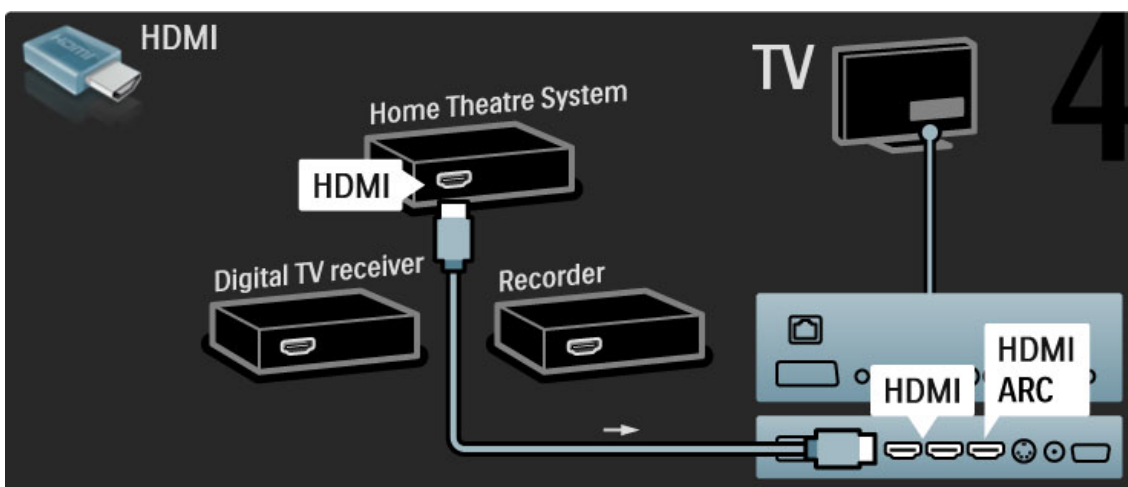 HDMI
TV
4
Home Theatre System
HDMI
Digital TV receiver
Recorder
HDMI
HDMI
ARC